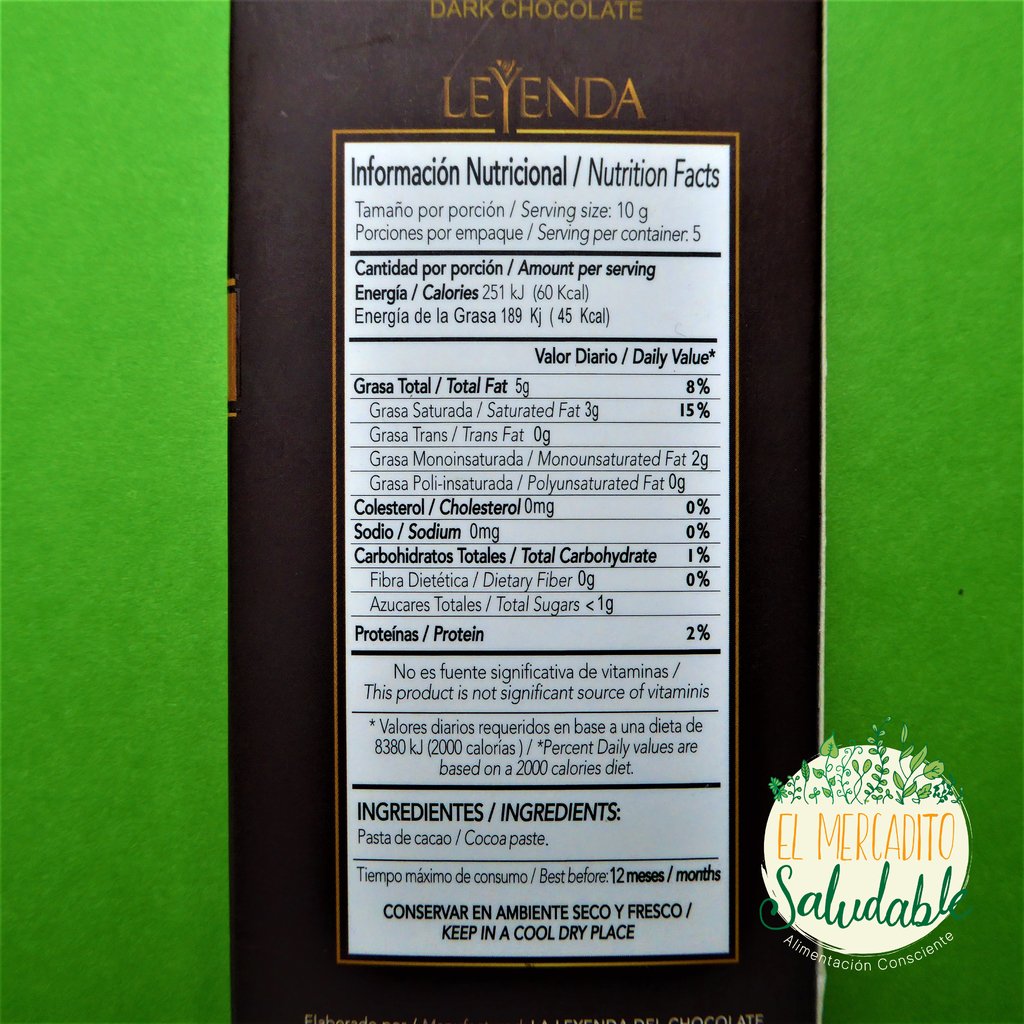 DARK CHOCOLATE
LEYENDA
Información Nutricional / Nutrition Facts
Tamaño por porción / Serving size: 10 g
Porciones por empaque / Serving per container: 5
Cantidad por porción / Amount per serving
Energía / Calories 251 kJ (60 Kcal)
Energía de la Grasa 189 Kj ( 45 Kcal)
Valor Diario / Daily Value*
Grasa Total / Total Fat 5g 8%
Grasa Saturada / Saturated Fat 3g 15%
Grasa Trans / Trans Fat 0g
Grasa Monoinsaturada / Monounsaturated Fat 2g
Grasa Poli-insaturada / Polyunsaturated Fat 0g
Colesterol / Cholesterol 0mg 0%
Sodio / Sodium 0mg 0%
Carbohidratos Totales / Total Carbohydrate 1%
Fibra Dietética / Dietary Fiber 0g 0%
Azucares Totales / Total Sugars <1g
Proteínas / Protein 2%
No es fuente significativa de vitaminas /
This product is not significant source of vitaminis
* Valores diarios requeridos en base a una dieta de
8380 kJ (2000 calorías ) / *Percent Daily values are
based on a 2000 calories diet.
INGREDIENTES / INGREDIENTS:
Pasta de cacao / Cocoa paste.
Tiempo máximo de consumo / Best before: 12 meses / months
CONSERVAR EN AMBIENTE SECO Y FRESCO /
KEEP IN A COOL DRY PLACE
Elaborado por / Manufactured LA LEYENDA DEL CHOCOLATE
EL MERCADITO
Saludable
Alimentación Consciente